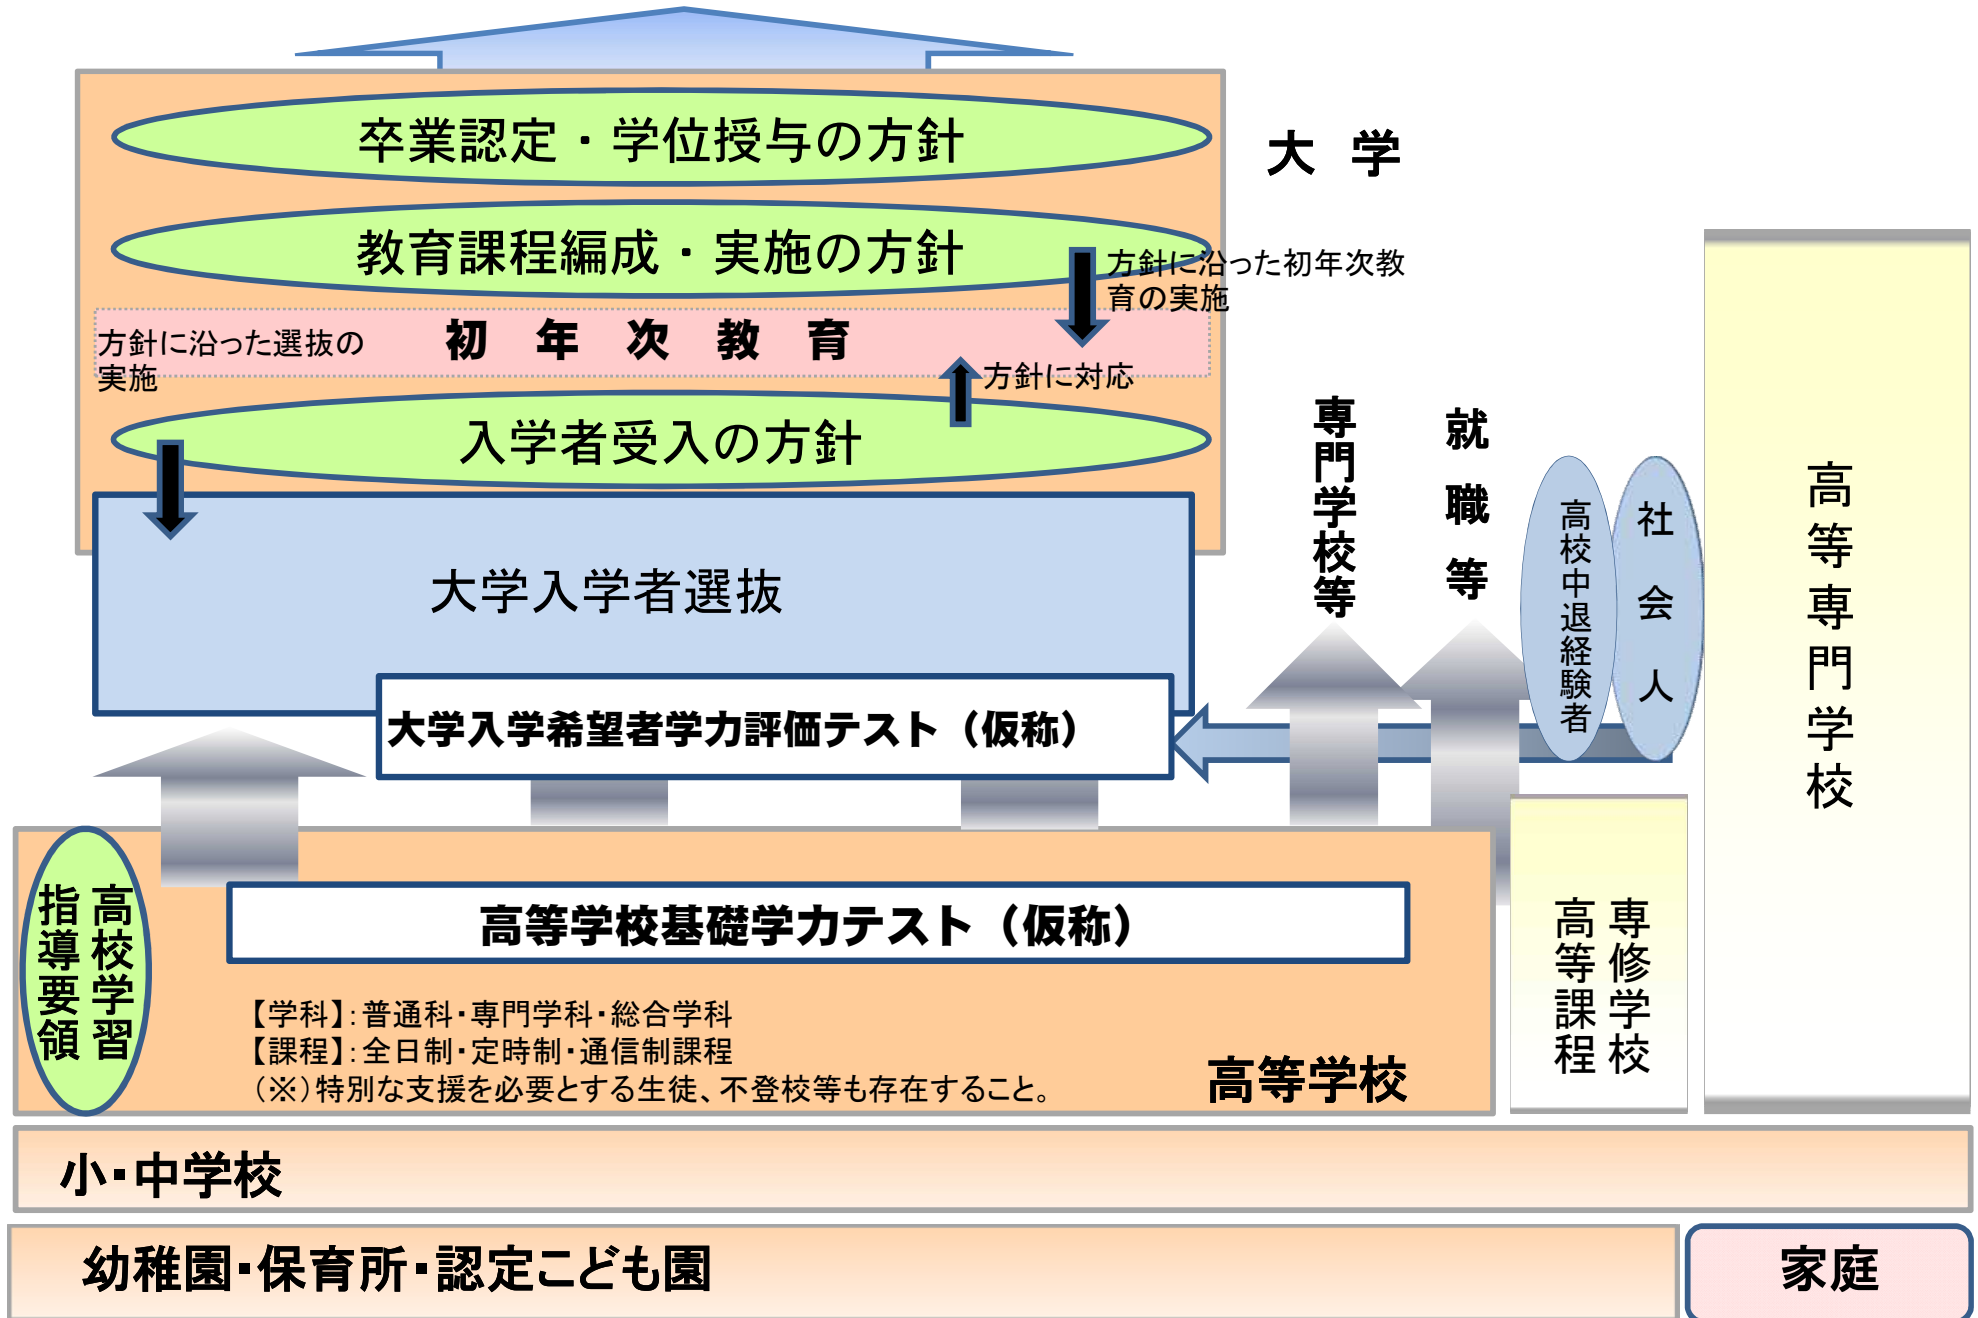 卒業認定・学位授与の方針
大　学
教育課程編成・実施の方針
方針に沿った初年次教
育の実施
初　年　次　教　育
方針に沿った選抜の
実施
方針に対応
入学者受入の方針
大学入学者選抜
大学入学希望者学力評価テスト（仮称）
専門学校等
就職等
高校中退経験者
社会人
高等専門学校
高校学習
指導要領
高等学校基礎学力テスト（仮称）
【学科】：普通科・専門学科・総合学科
【課程】：全日制・定時制・通信制課程
（※）特別な支援を必要とする生徒、不登校等も存在すること。
高等学校
専修学校
高等課程
小・中学校
幼稚園・保育所・認定こども園
家庭